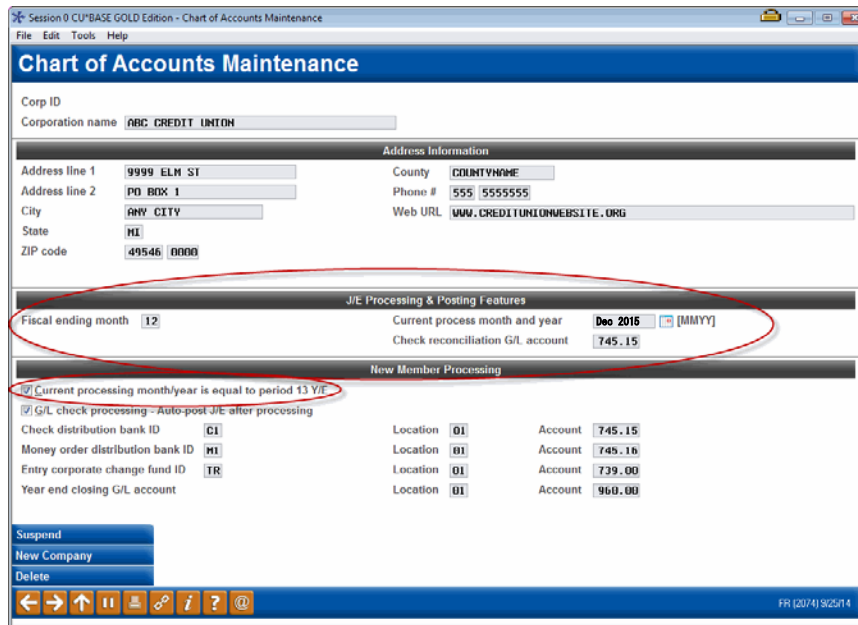 Session 0 CU*BASE GOLD Edition - Chart of Accounts Maintenance
File Edit Tools Help
Chart of Accounts Maintenance
Corp ID
Corporation name ABC CREDIT UNION
Address Information
Address line 1 9999 ELM ST County COUNTYNAME
Address line 2 PO BOX 1 Phone # 555 5555555
City ANY CITY Web URL WWW.CREDITUNIONWEBSITE.ORG
State MI
ZIP code 49546 0000
J/E Processing & Posting Features
Fiscal ending month 12 Current process month and year Dec 2015 [MMYY]
Check reconciliation G/L account 745.15
New Member Processing
Current processing month/year is equal to period 13 Y/E
G/L check processing - Auto-post J/E after processing
Check distribution bank ID C1 Location 01 Account 745.15
Money order distribution bank ID M1 Location 01 Account 745.16
Entry corporate change fund ID TR Location 01 Account 739.00
Year end closing G/L account Location 01 Account 960.00
Suspend
New Company
Delete
FR (2074) 9/25/14